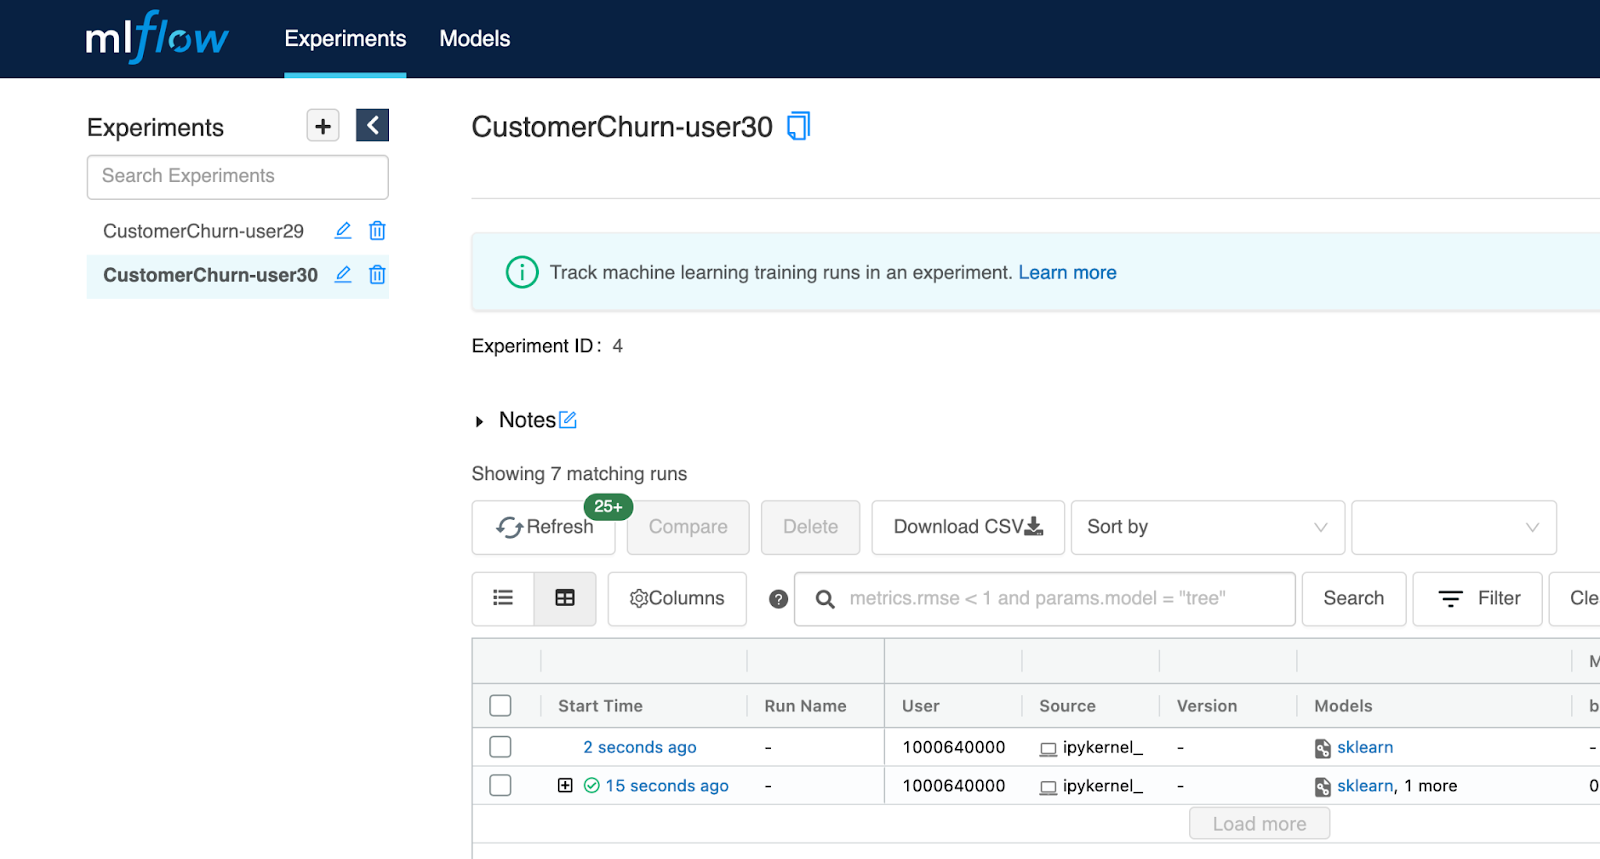 mlflow Experiments Models
Experiments
Search Experiments
CustomerChurn-user29
CustomerChurn-user30
CustomerChurn-user30
Track machine learning training runs in an experiment. Learn more
Experiment ID: 4
Notes
Showing 7 matching runs
Refresh 25+ Compare Delete Download CSV Sort by
Columns metrics.rmse < 1 and params.model = "tree" Search Filter Cle
M
Start Time Run Name User Source Version Models b
2 seconds ago - 1000640000 ipykernel_ - sklearn -
15 seconds ago - 1000640000 ipykernel_ - sklearn, 1 more 0
Load more